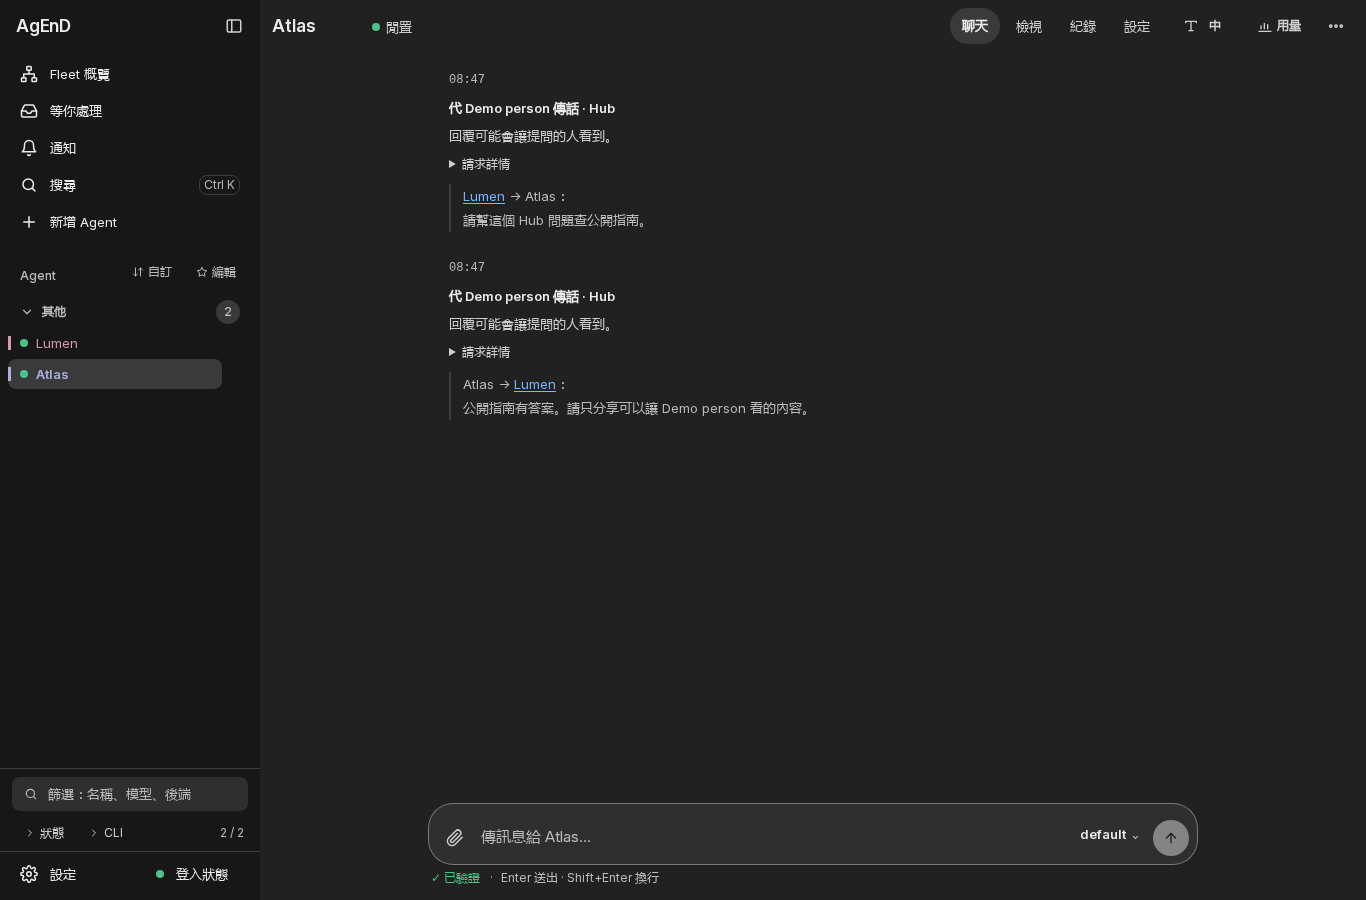 AgEnD
Fleet 概覽
等你處理
通知
搜尋
Ctrl K
新增 Agent
Agent
自訂
編輯
其他
2
Lumen
Atlas
篩選：名稱、模型、後端
狀態
CLI
2 / 2
設定
登入狀態
Atlas
閒置
聊天
檢視
紀錄
設定
中
用量
08:47
代 Demo person 傳話 · Hub
回覆可能會讓提問的人看到。
請求詳情
Lumen → Atlas：
請幫這個 Hub 問題查公開指南。
08:47
代 Demo person 傳話 · Hub
回覆可能會讓提問的人看到。
請求詳情
Atlas → Lumen：
公開指南有答案。請只分享可以讓 Demo person 看的內容。
傳訊息給 Atlas…
default
✓ 已驗證 · Enter 送出 · Shift+Enter 換行